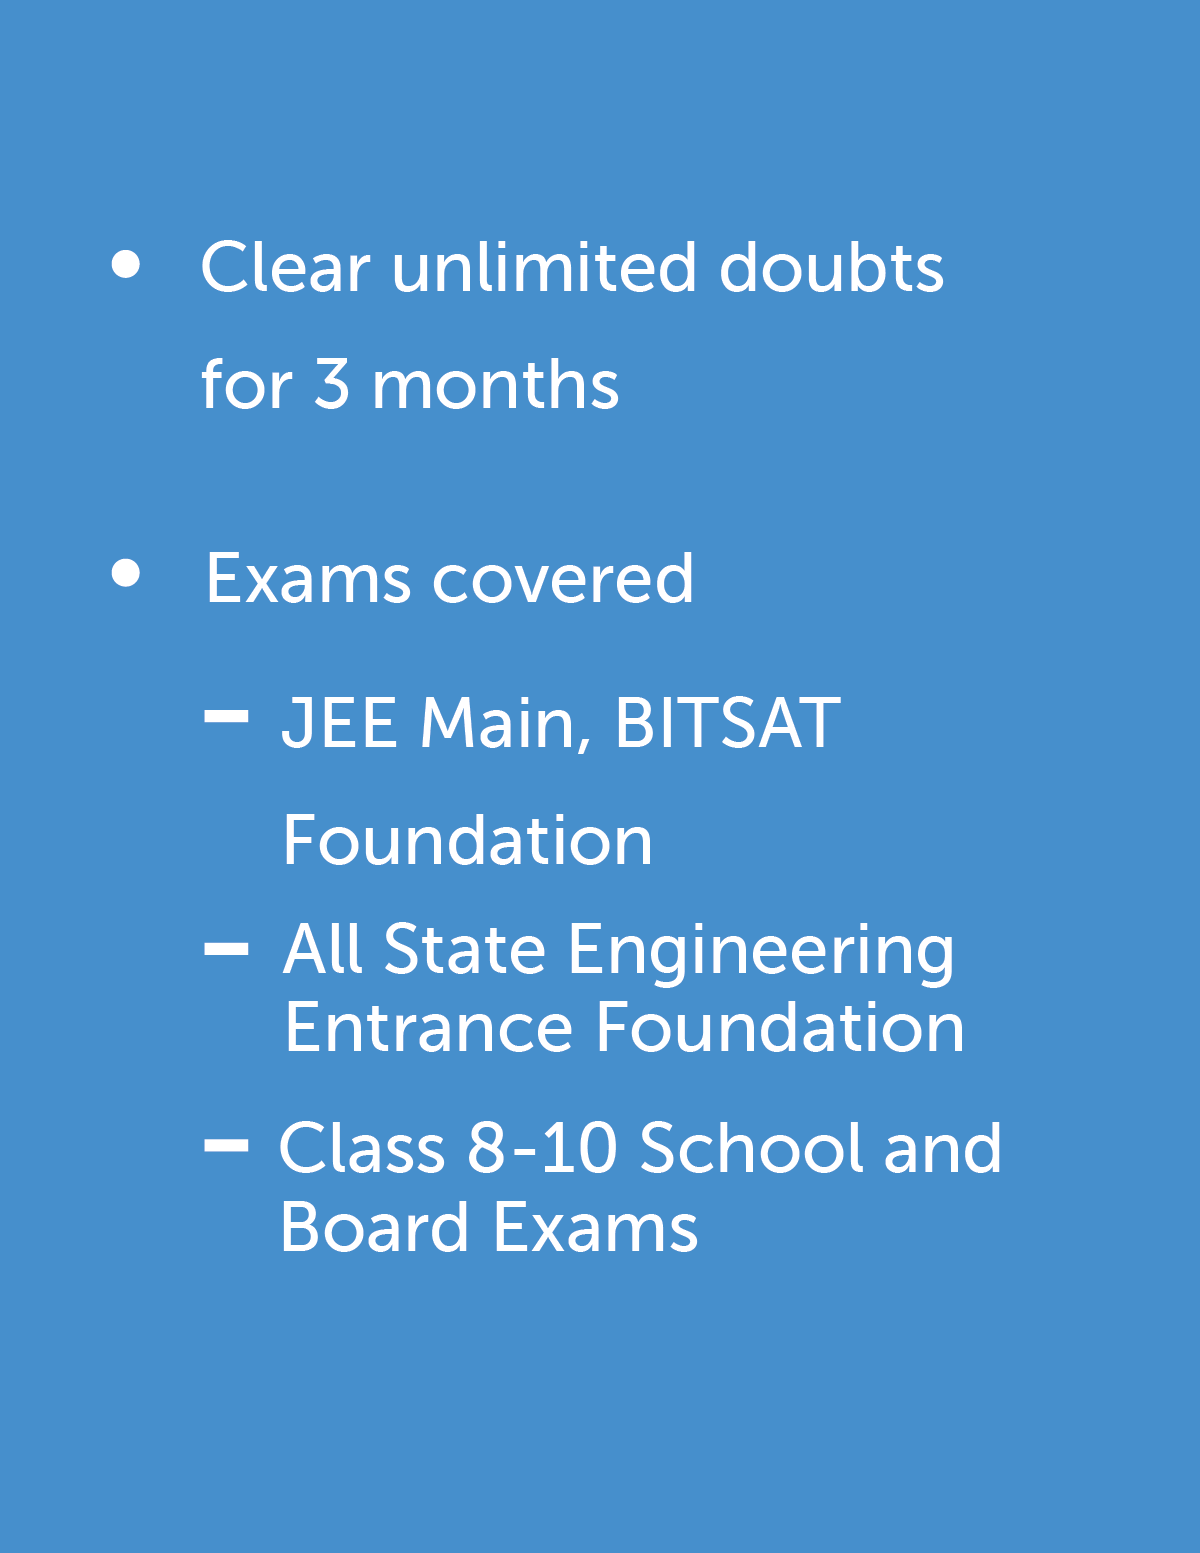 • Clear unlimited doubts
for 3 months
• Exams covered
– JEE Main, BITSAT
Foundation
– All State Engineering
Entrance Foundation
– Class 8-10 School and
Board Exams